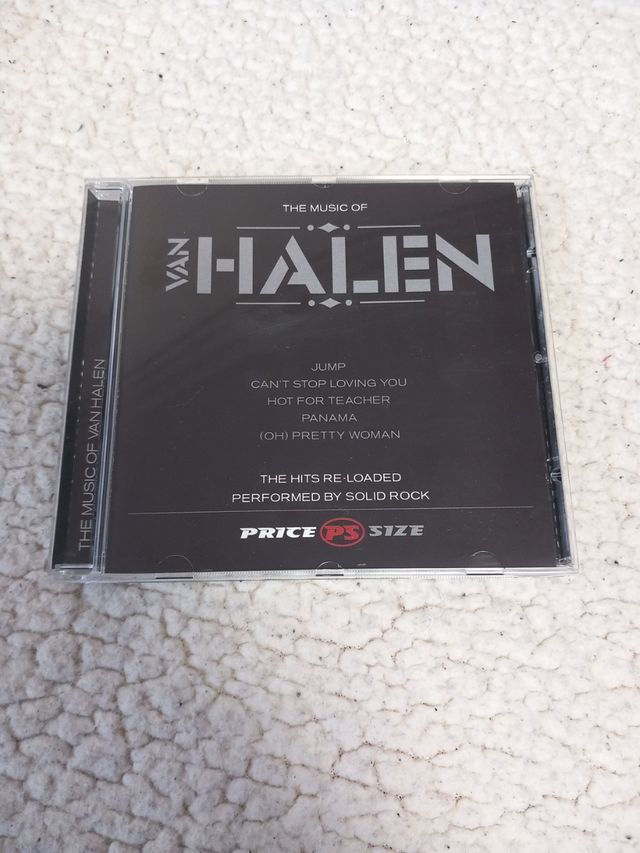 THE MUSIC OF
VAN HALEN
JUMP
CAN'T STOP LOVING YOU
HOT FOR TEACHER
PANAMA
(OH) PRETTY WOMAN
THE HITS RE-LOADED
PERFORMED BY SOLID ROCK
PRICE PS SIZE
THE MUSIC OF VAN HALEN